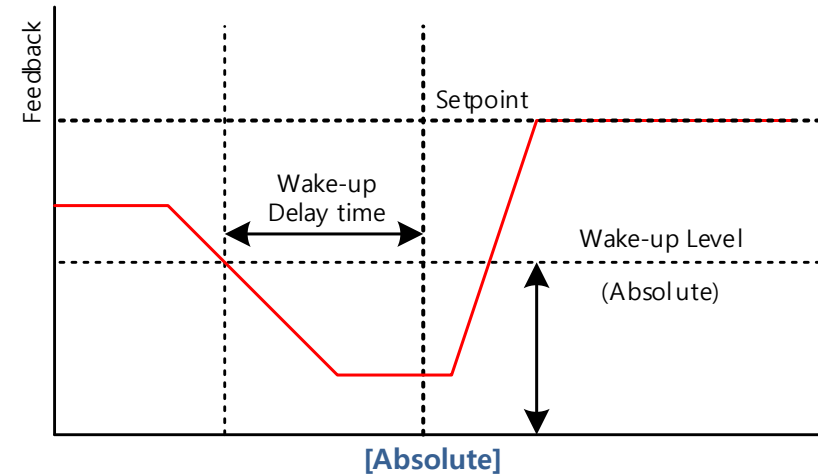 Feedback
Setpoint
Wake-up
Delay time
Wake-up Level
(Absolute)
[Absolute]